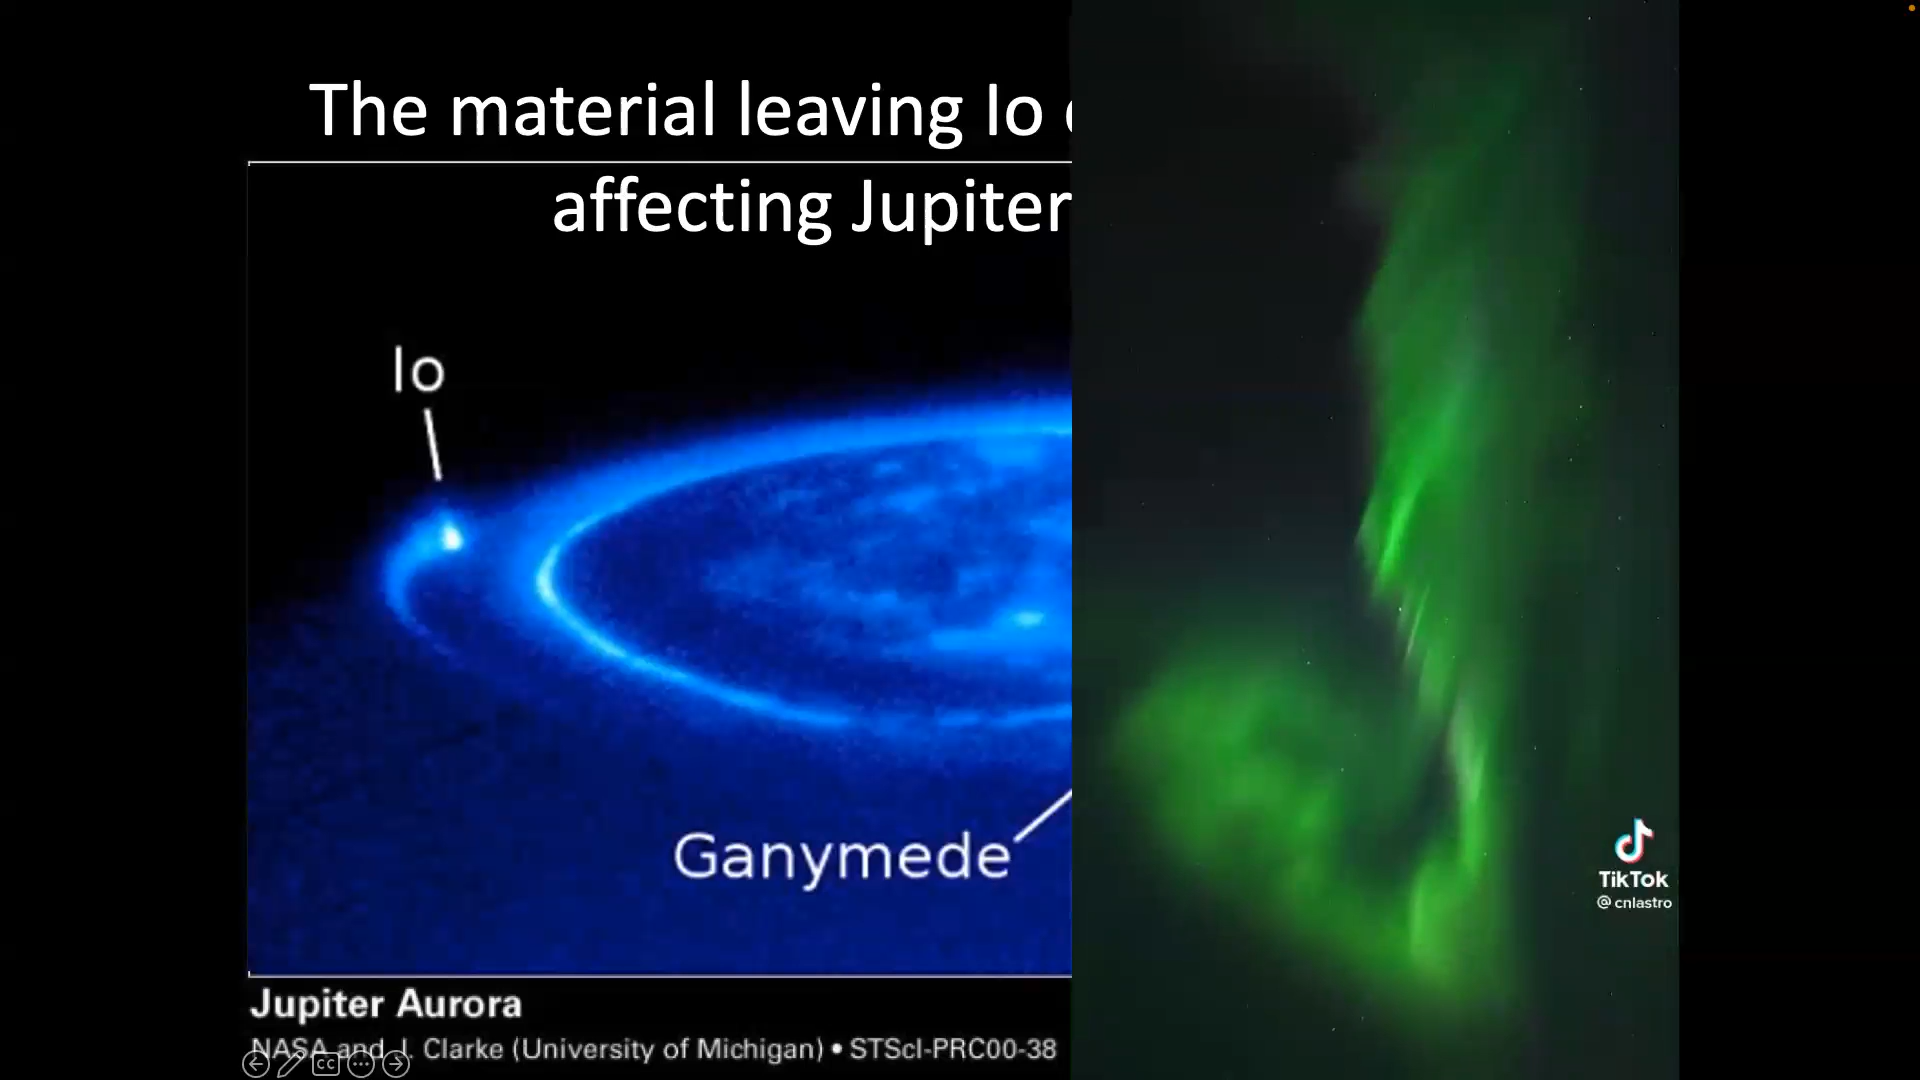 The material leaving Io
affecting Jupiter
Io
Ganymede
Jupiter Aurora
NASA and J. Clarke (University of Michigan) • STScI-PRC00-38
CC
TikTok
@cnlastro